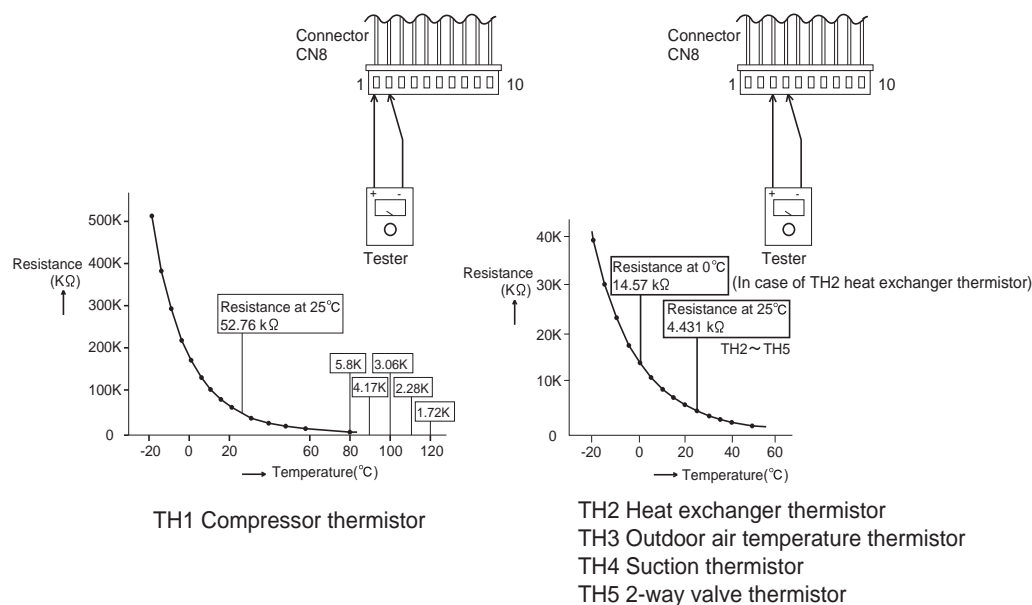 Connector
CN8
1
10
+
-
Tester
500K
400K
300K
200K
100K
0
Resistance
(KΩ)
Resistance at 25°C
52.76 kΩ
5.8K
4.17K
3.06K
2.28K
1.72K
-20
0
20
40
60
80
100
120
Temperature(°C)
TH1 Compressor thermistor
Connector
CN8
1
10
+
-
Tester
40K
30K
20K
10K
0
Resistance
(KΩ)
Resistance at 0°C
14.57 kΩ
(In case of TH2 heat exchanger thermistor)
Resistance at 25°C
4.431 kΩ
TH2～TH5
-20
0
20
40
60
Temperature(°C)
TH2 Heat exchanger thermistor
TH3 Outdoor air temperature thermistor
TH4 Suction thermistor
TH5 2-way valve thermistor